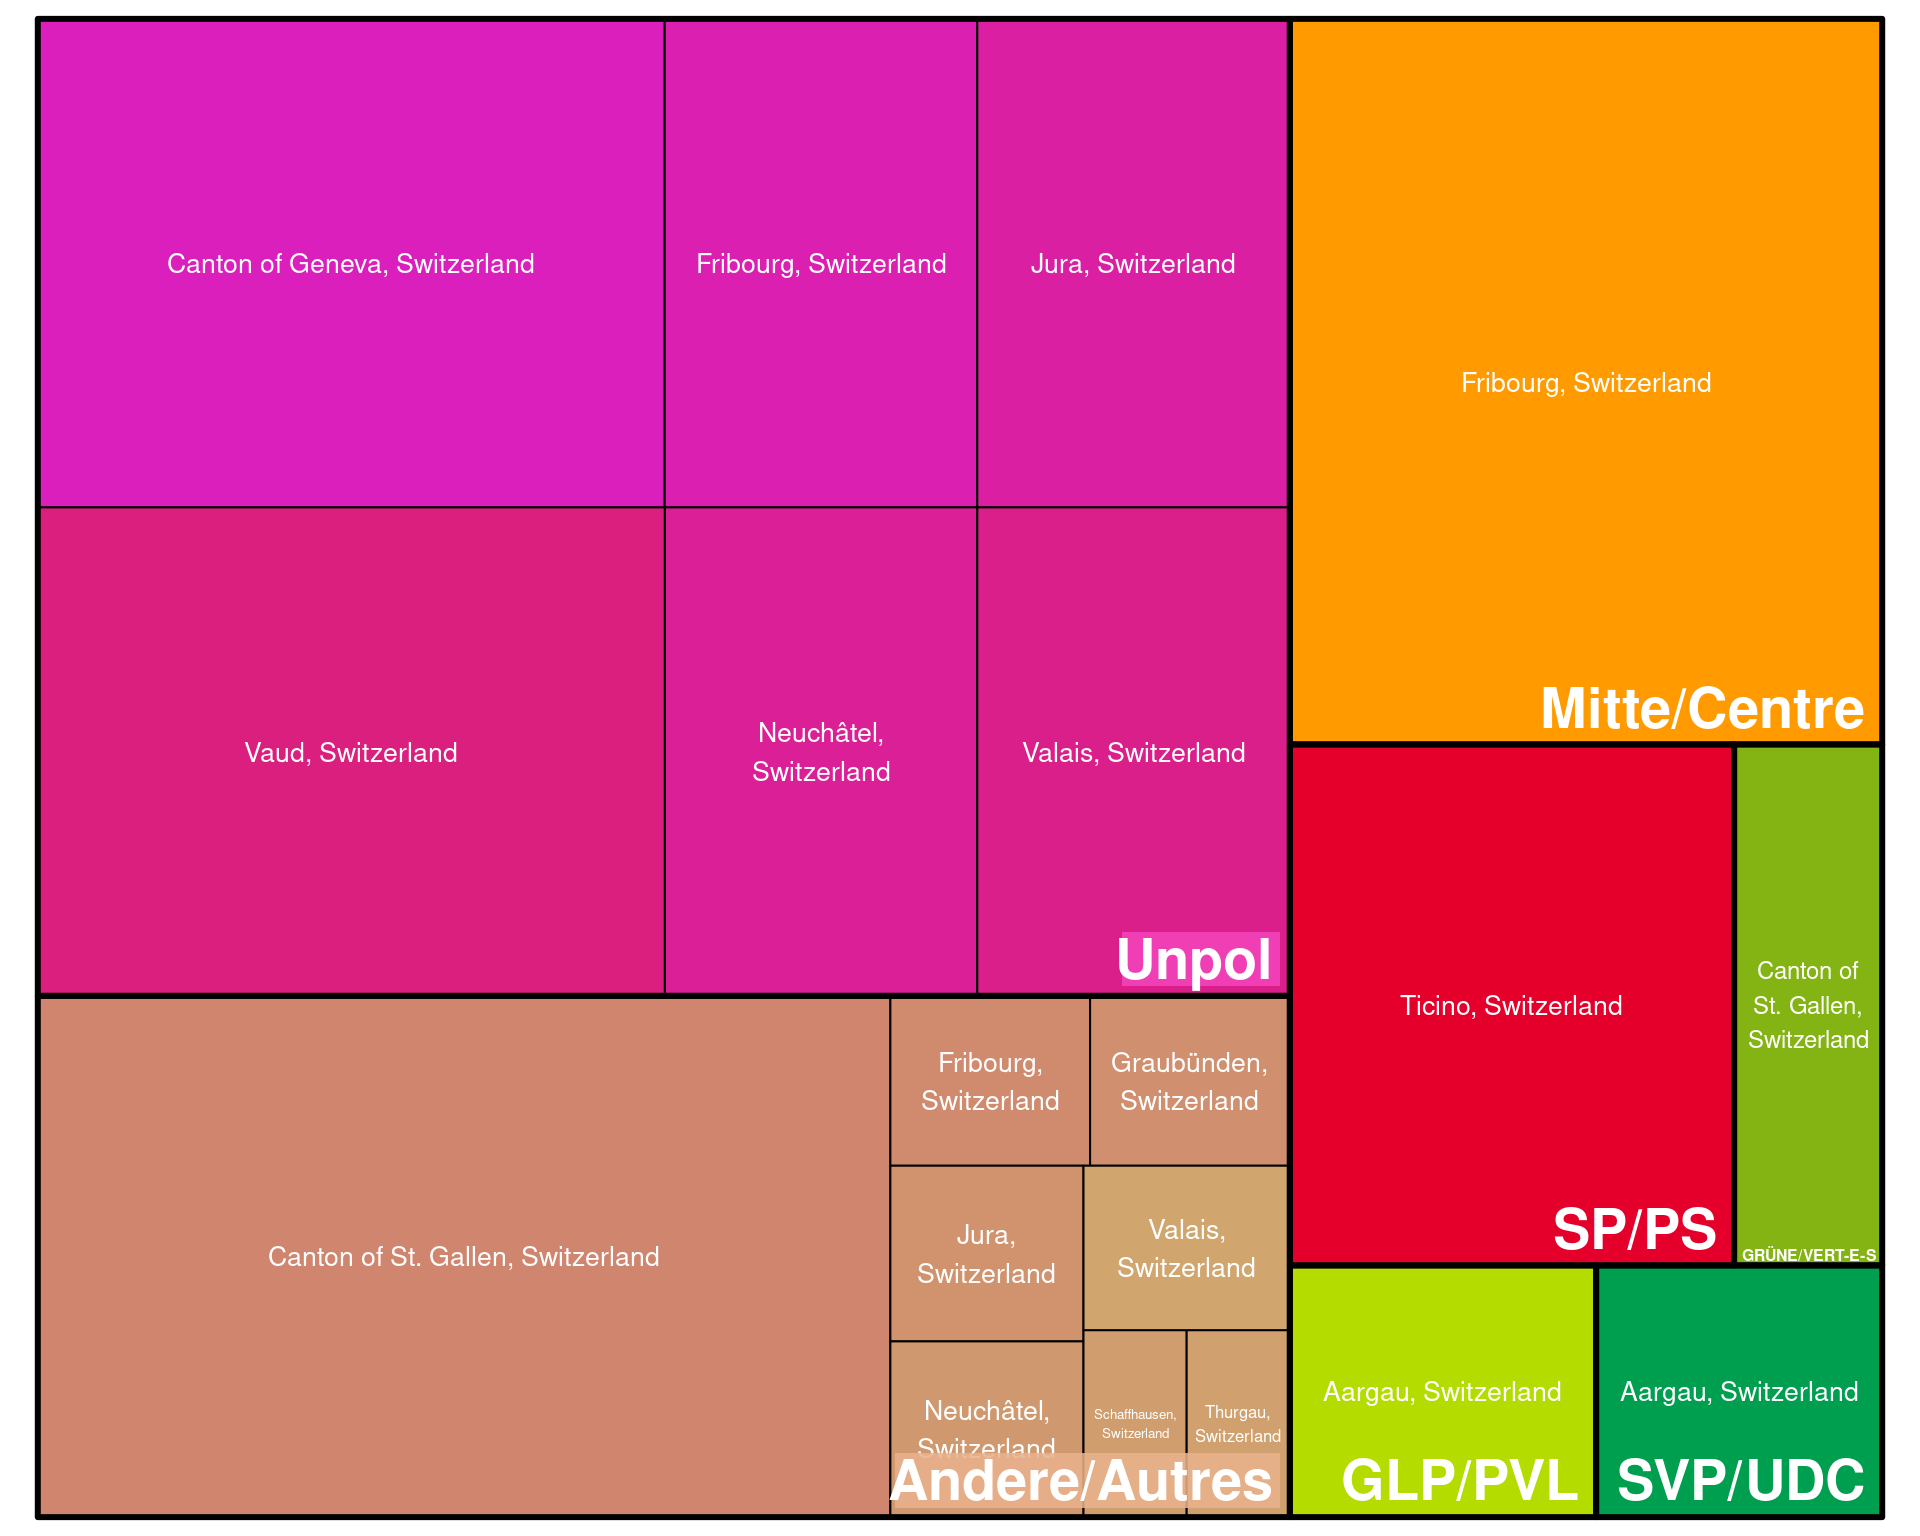 Canton of Geneva, Switzerland
Fribourg, Switzerland
Jura, Switzerland
Vaud, Switzerland
Neuchâtel,
Switzerland
Valais, Switzerland
Unpol
Canton of St. Gallen, Switzerland
Fribourg,
Switzerland
Graubünden,
Switzerland
Jura,
Switzerland
Valais,
Switzerland
Neuchâtel,
Switzerland
Schaffhausen,
Switzerland
Thurgau,
Switzerland
Andere/Autres
Fribourg, Switzerland
Mitte/Centre
Ticino, Switzerland
SP/PS
Canton of
St. Gallen,
Switzerland
GRÜNE/VERT-E-S
Aargau, Switzerland
GLP/PVL
Aargau, Switzerland
SVP/UDC